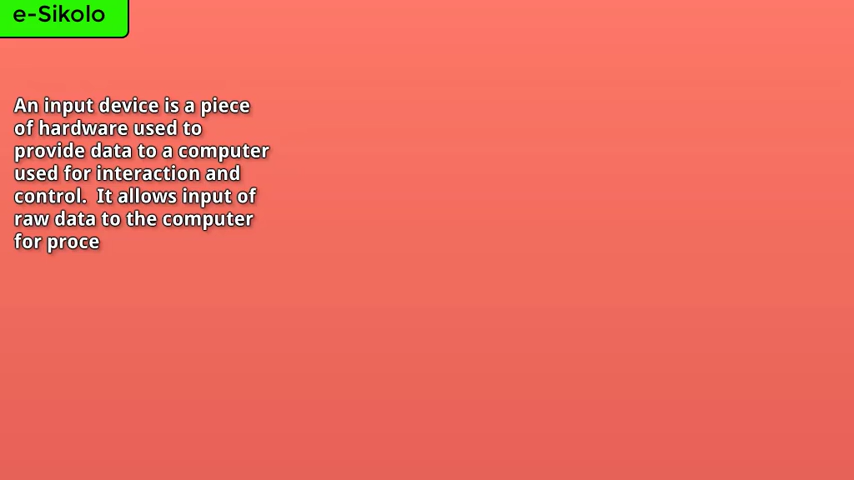 e-Sikolo
An input device is a piece
of hardware used to
provide data to a computer
used for interaction and
control.  It allows input of
raw data to the computer
for proce